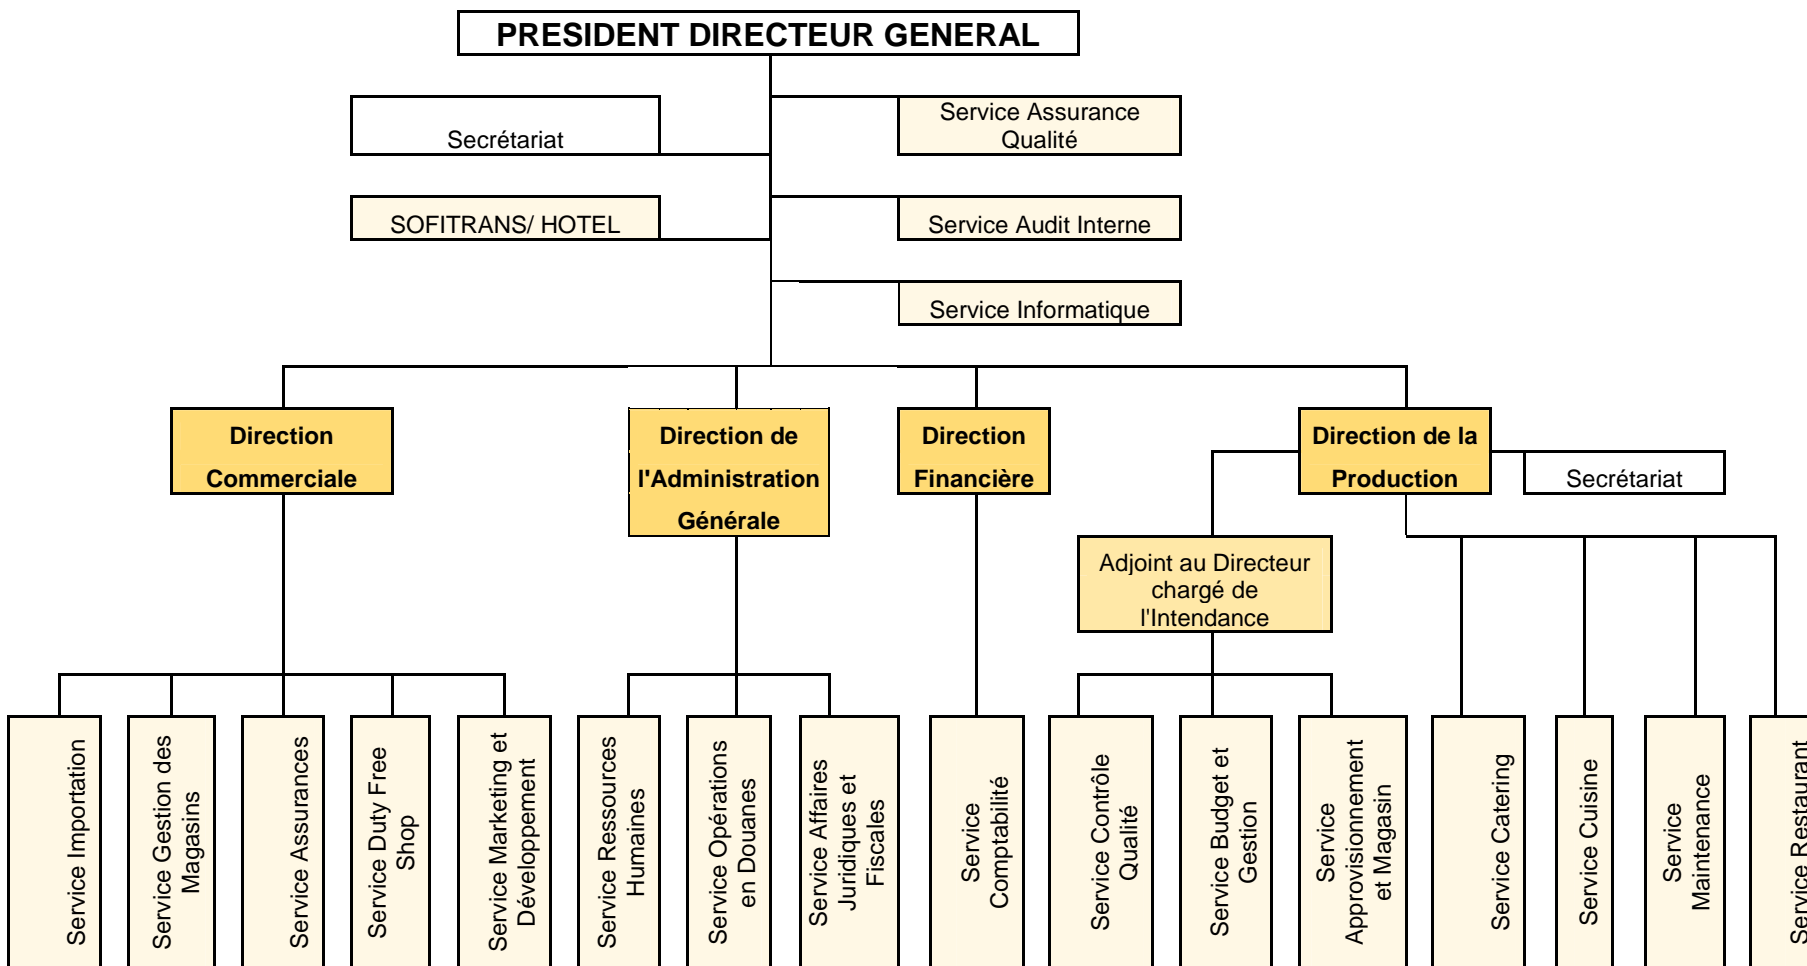 PRESIDENT DIRECTEUR GENERAL
Secrétariat
Service Assurance
Qualité
SOFITRANS/ HOTEL
Service Audit Interne
Service Informatique
Direction
Commerciale
Direction de
l'Administration
Générale
Direction
Financière
Direction de la
Production
Secrétariat
Adjoint au Directeur
chargé de
l'Intendance
Service Importation
Service Gestion des
Magasins
Service Assurances
Service Duty Free
Shop
Service Marketing et
Développement
Service Ressources
Humaines
Service Opérations
en Douanes
Service Affaires
Juridiques et
Fiscales
Service
Comptabilité
Service Contrôle
Qualité
Service Budget et
Gestion
Service
Approvisionnement
et Magasin
Service Catering
Service Cuisine
Service
Maintenance
Service Restaurant